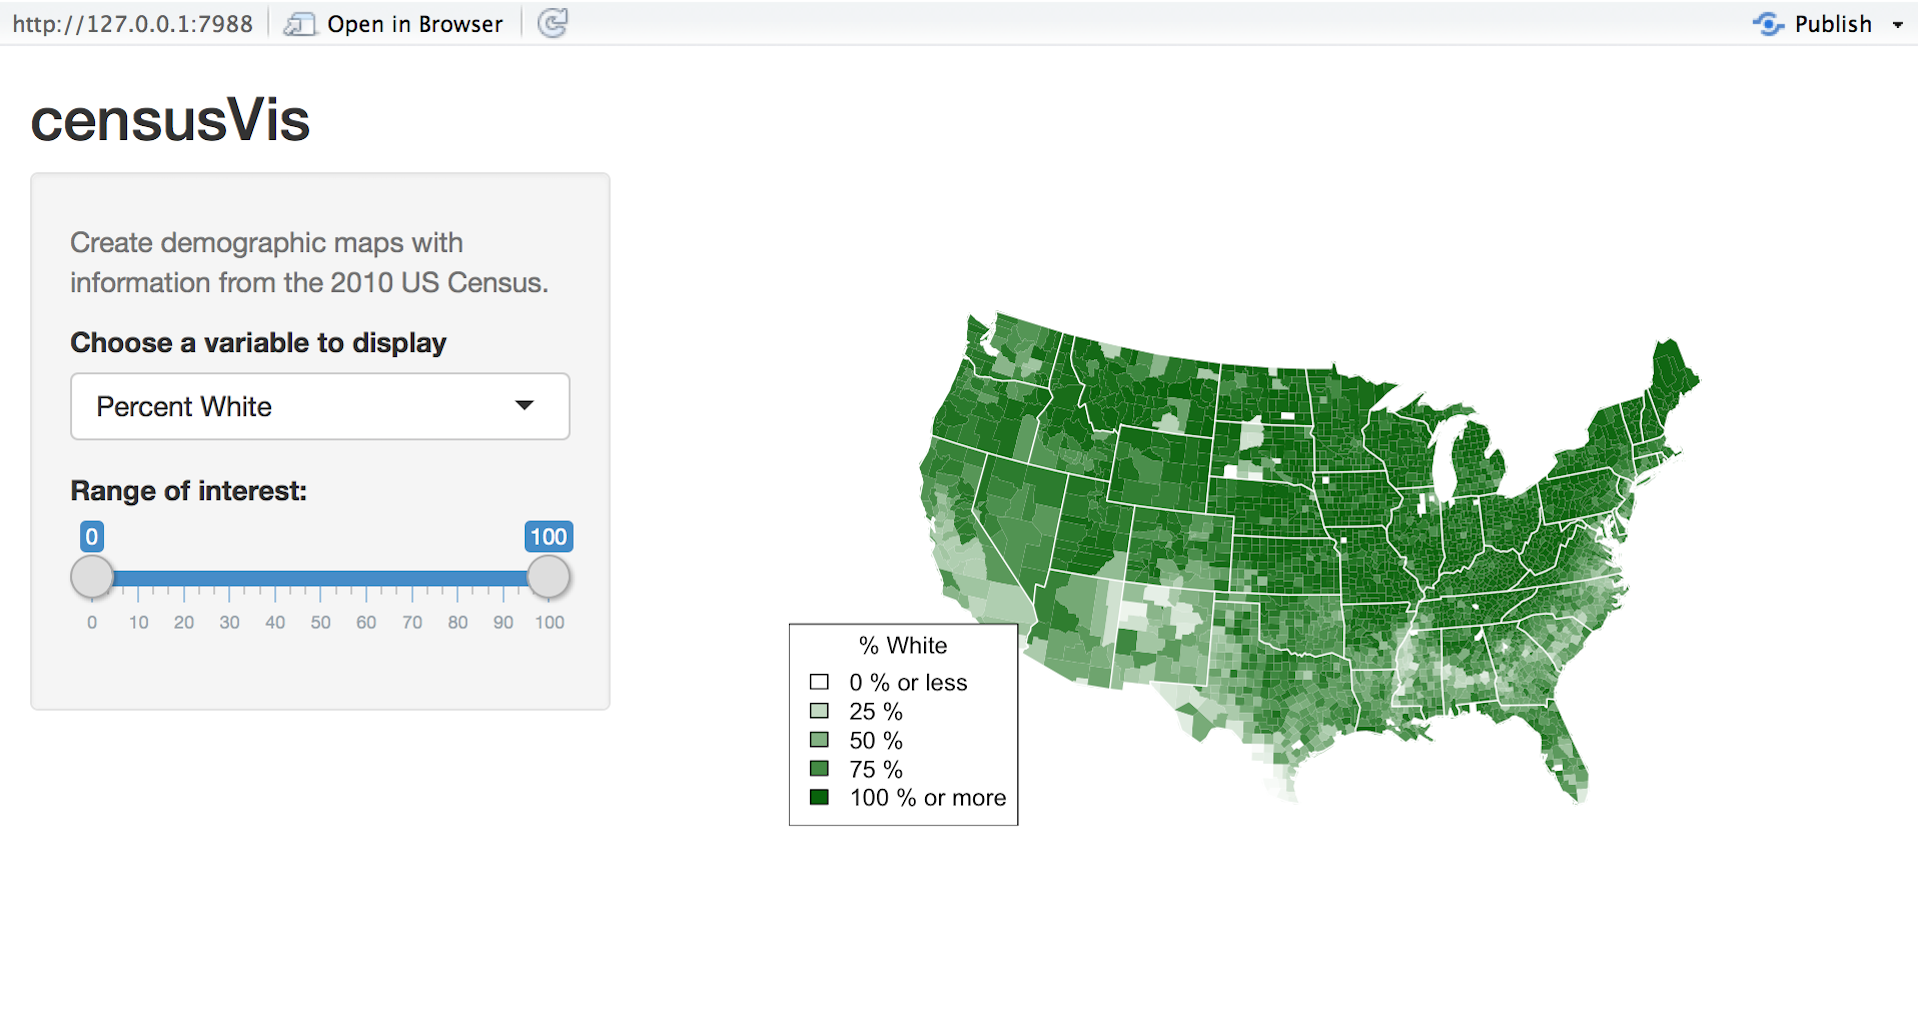 http://127.0.0.1:7988 Open in Browser Publish
censusVis
Create demographic maps with
information from the 2010 US Census.
Choose a variable to display
Percent White
Range of interest:
0 100
0 10 20 30 40 50 60 70 80 90 100
% White
0 % or less
25 %
50 %
75 %
100 % or more